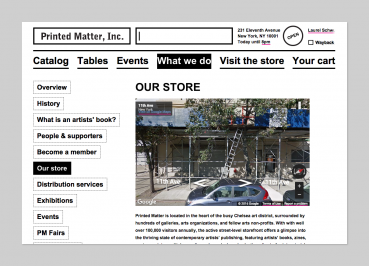 Printed Matter, Inc.
231 Eleventh Avenue
New York, NY 10001
Today until 6pm
OPEN
Wayback
Catalog Tables Events What we do Visit the store Your cart
Overview
History
What is an artists' book?
People & supporters
Become a member
Our store
Distribution services
Exhibitions
Events
PM Fairs
OUR STORE
11th Ave
New York
11th Ave
11th Ave
Google
Printed Matter is located in the heart of the busy Chelsea art district, surrounded by
hundreds of galleries, arts organizations, and fellow arts non-profits. With with well
over 100,000 visitors annually, the active street-level storefront offers a glimpse into
the thriving state of contemporary artists' publishing, featuring artists' books, zines,